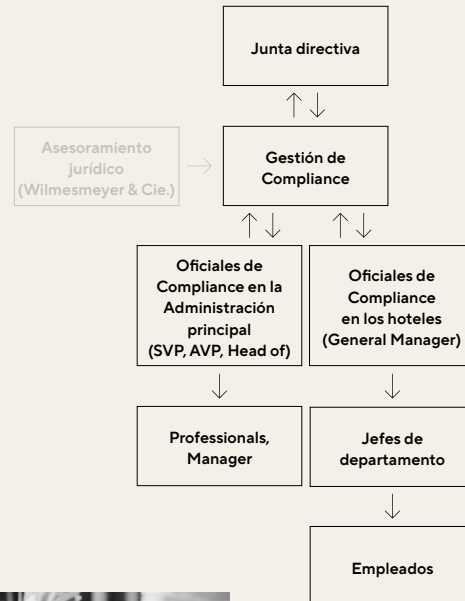 Junta directiva
Asesoramiento
jurídico
(Wilmesmeyer & Cie.)
Gestión de
Compliance
Oficiales de
Compliance en la
Administración
principal
(SVP, AVP, Head of)
Oficiales de
Compliance
en los hoteles
(General Manager)
Professionals,
Manager
Jefes de
departamento
Empleados